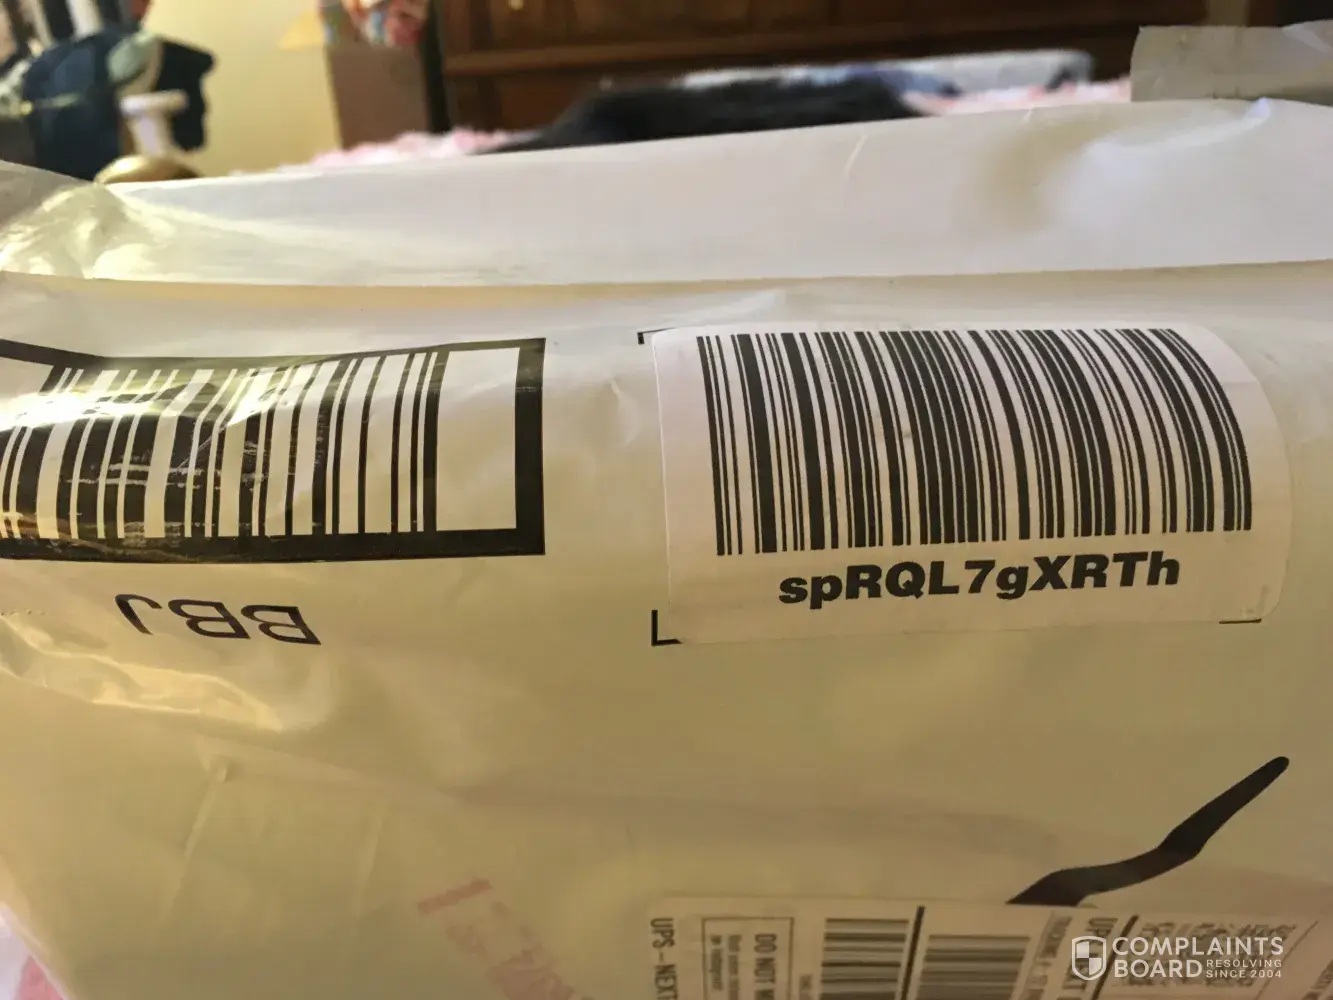 spRQL7gXRTh
BBJ
UPS - NEXT
DO NOT
COMPLAINTS
BOARD RESOLVING
SINCE 2004